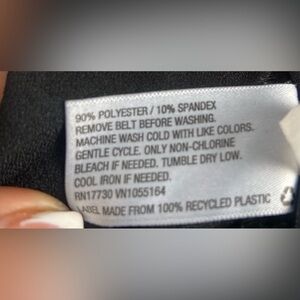 90% POLYESTER / 10% SPANDEX
REMOVE BELT BEFORE WASHING.
MACHINE WASH COLD WITH LIKE COLORS.
GENTLE CYCLE. ONLY NON-CHLORINE
BLEACH IF NEEDED. TUMBLE DRY LOW.
COOL IRON IF NEEDED.
RN17730 VN1055164
LABEL MADE FROM 100% RECYCLED PLASTIC